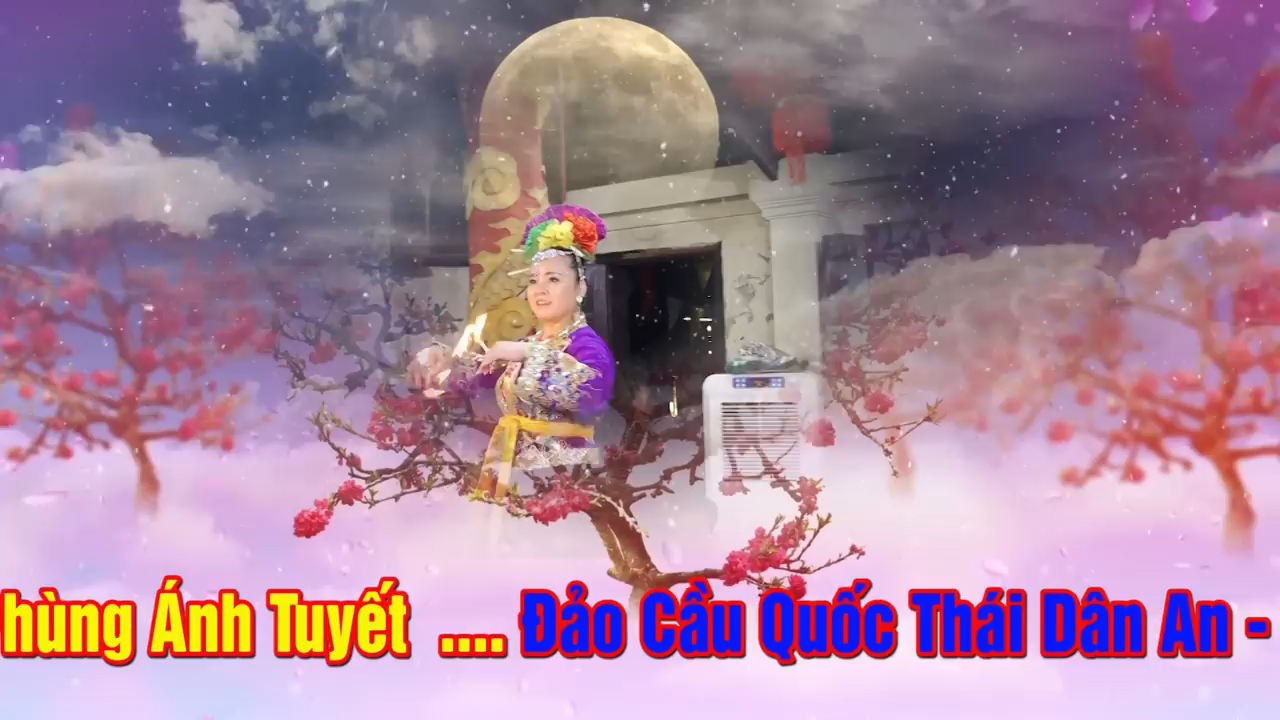 hùng Ánh Tuyết .... Đảo Cầu Quốc Thái Dân An -